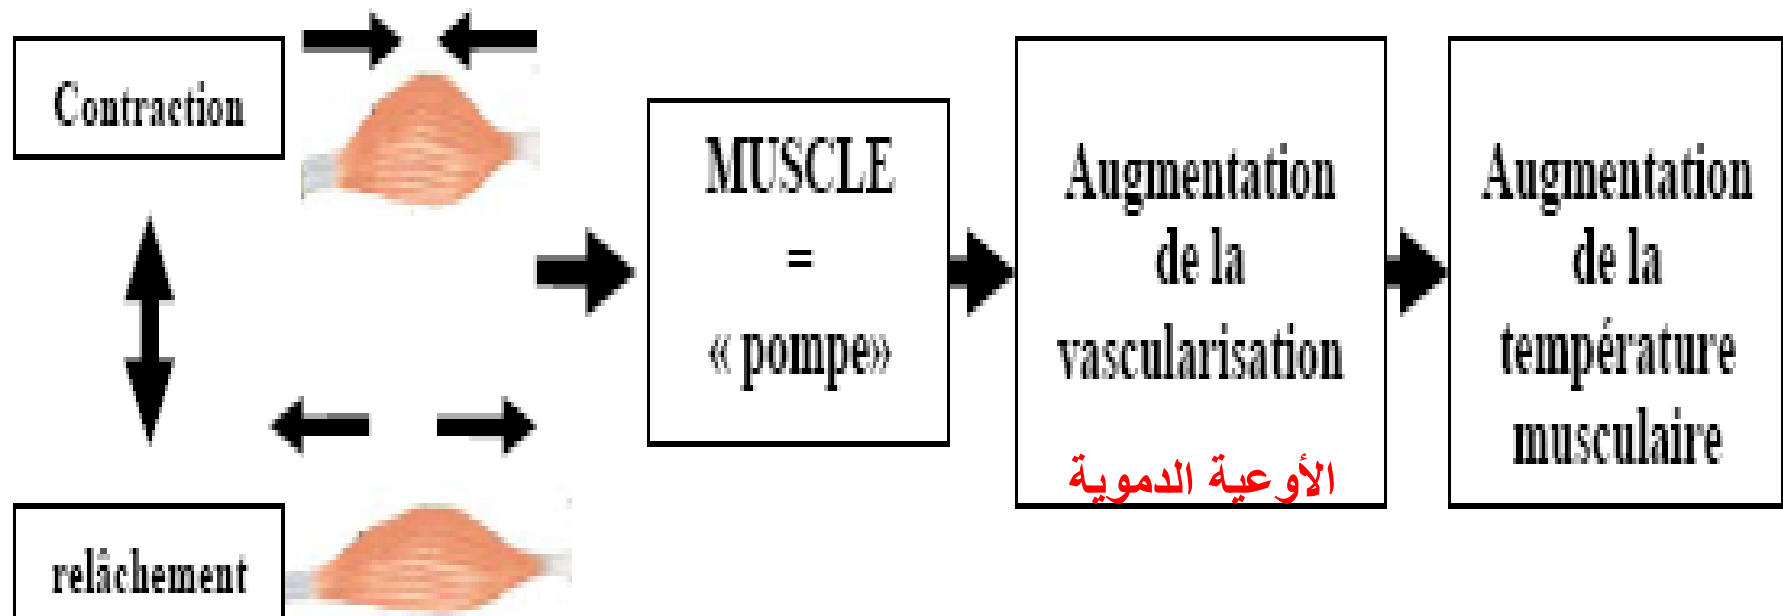 Contraction
relâchement
MUSCLE
=
« pompe»
Augmentation
de la
vascularisation
الأوعية الدموية
Augmentation
de la
température
musculaire